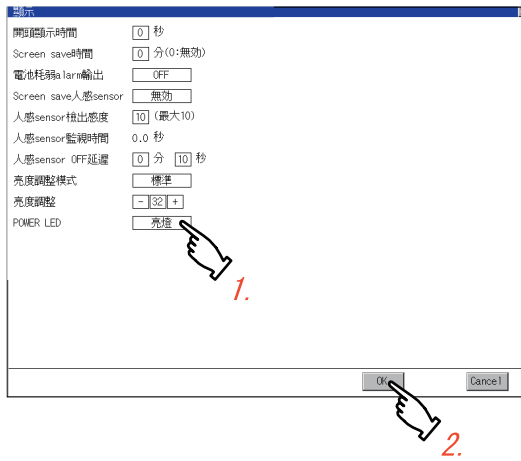 顯示
開頭顯示時間 0 秒
Screen save時間 0 分(0:無効)
電池耗弱alarm輸出 OFF
Screen save人感sensor 無効
人感sensor檢出感度 10 (最大10)
人感sensor監視時間 0.0 秒
人感sensor OFF延遲 0 分 10 秒
亮度調整模式 標準
亮度調整 - 32 +
POWER LED 亮燈
1.
OK Cancel
2.